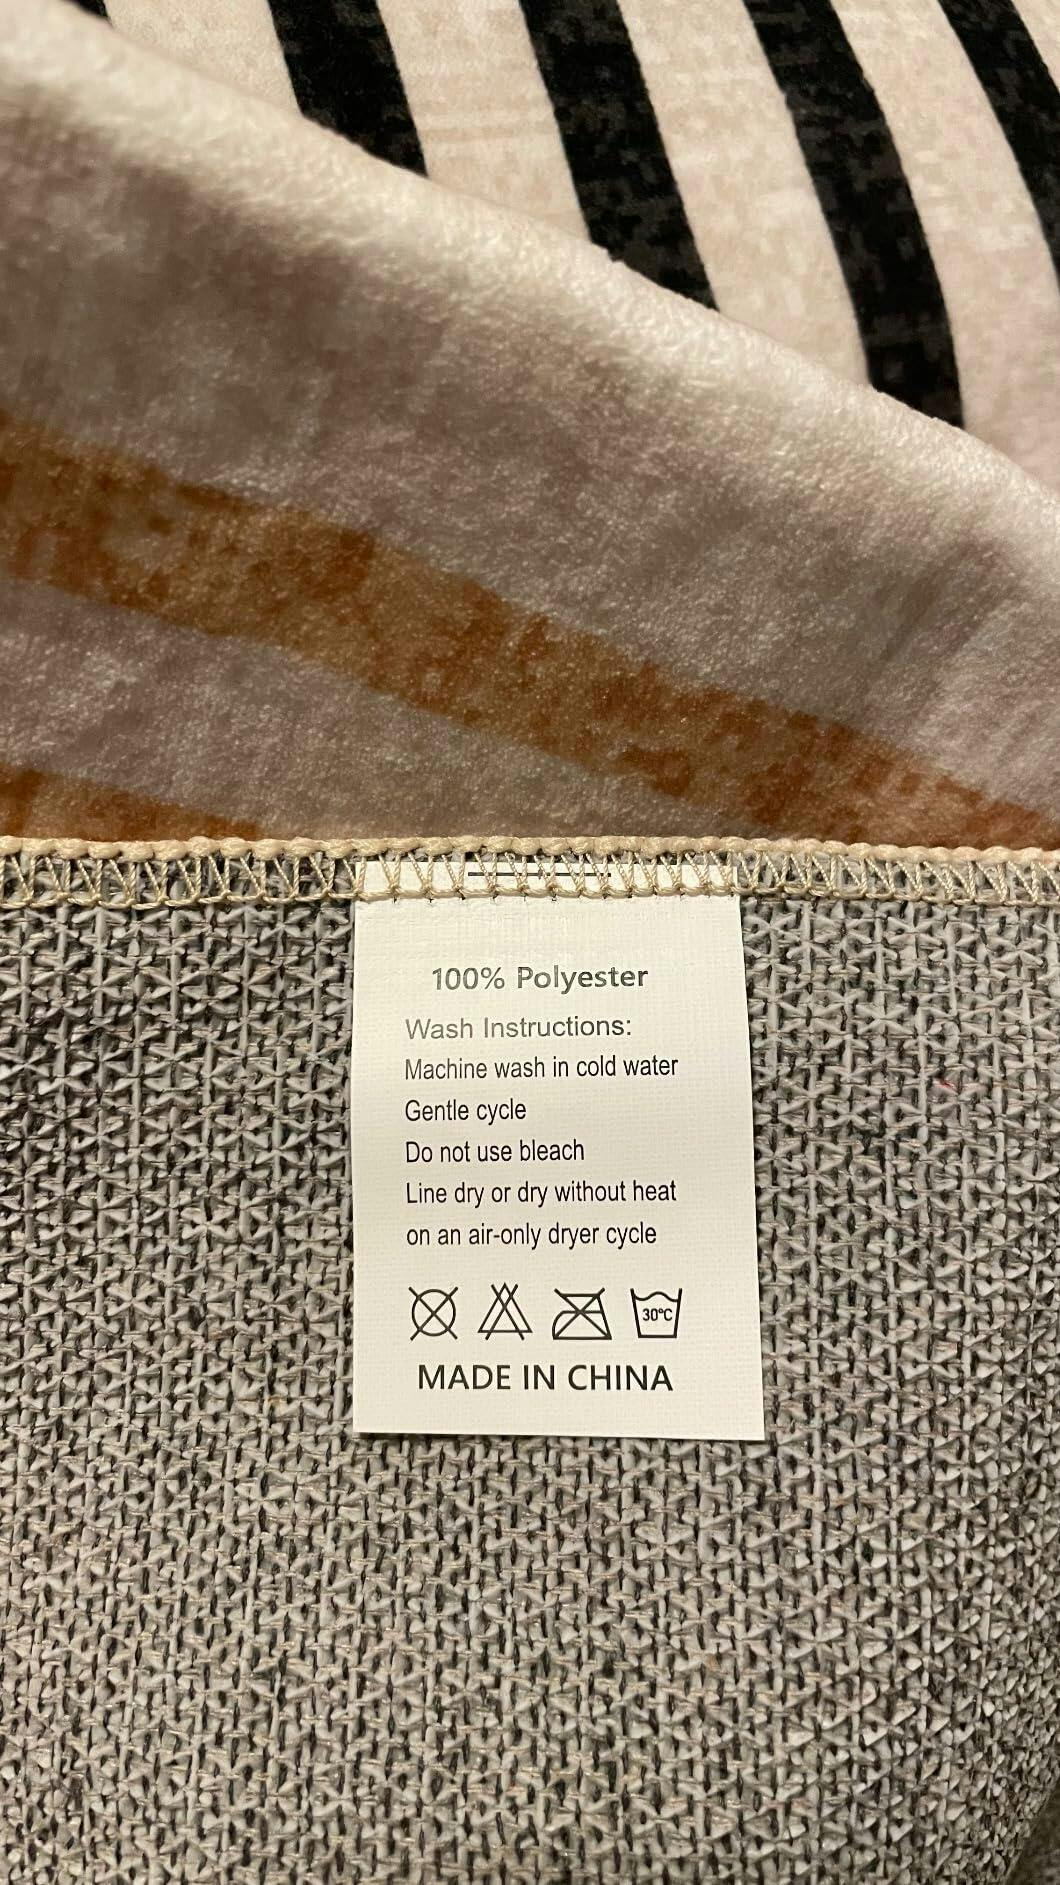 100% Polyester
Wash Instructions:
Machine wash in cold water
Gentle cycle
Do not use bleach
Line dry or dry without heat
on an air-only dryer cycle
30°C
MADE IN CHINA